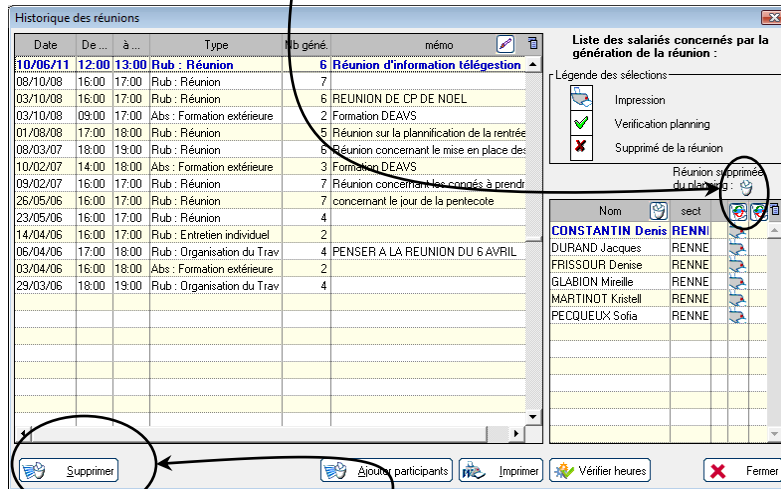 Historique des réunions
Date De ... à ... Type Nb géné. mémo
10/06/11 12:00 13:00 Rub : Réunion 6 Réunion d'information télégestion
08/10/08 16:00 17:00 Rub : Réunion 7
03/10/08 16:00 17:00 Rub : Réunion 6 REUNION DE CP DE NOEL
03/10/08 09:00 17:00 Abs : Formation extérieure 2 Formation DEAVS
01/08/08 17:00 18:00 Rub : Réunion 5 Réunion sur la plannification de la rentrée
08/03/07 18:00 19:00 Rub : Réunion 6 Réunion concernant le mise en place des
10/02/07 14:00 18:00 Abs : Formation extérieure 3 Formation DEAVS
09/02/07 16:00 17:00 Rub : Réunion 7 Réunion concernant les congés à prendr
26/05/06 16:00 17:00 Rub : Réunion 7 concernant le jour de la pentecote
23/05/06 16:00 17:00 Rub : Réunion 4
14/04/06 16:00 17:00 Rub : Entretien individuel 2
06/04/06 17:00 18:00 Rub : Organisation du Trav 4 PENSER A LA REUNION DU 6 AVRIL
03/04/06 16:00 18:00 Abs : Formation extérieure 2
29/03/06 18:00 19:00 Rub : Organisation du Trav 4
Liste des salariés concernés par la
génération de la réunion :
Légende des sélections
Impression
Verification planning
Supprimé de la réunion
Réunion supprimée
du planning :
Nom sect
CONSTANTIN Denis RENNI
DURAND Jacques RENNE
FRISSOUR Denise RENNE
GLABION Mireille RENNE
MARTINOT Kristell RENNE
PECQUEUX Sofia RENNE
Supprimer Ajouter participants Imprimer Vérifier heures Fermer